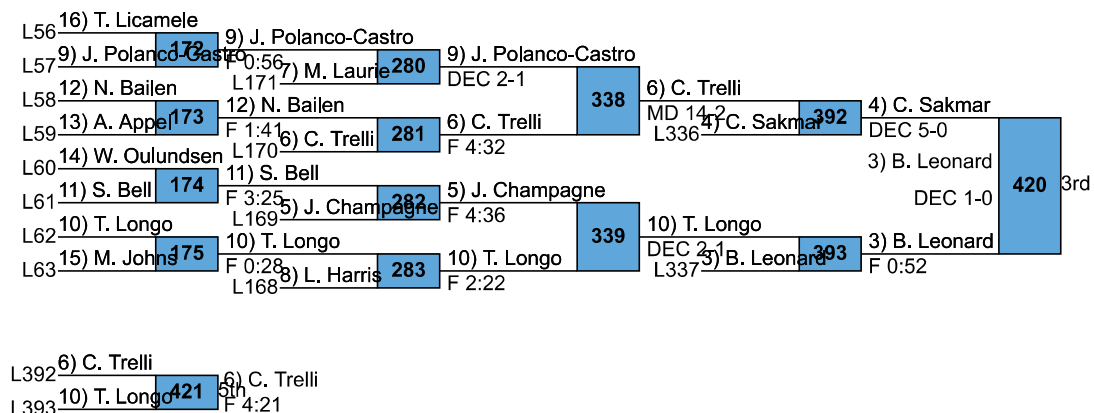 L56 16) T. Licamele
172
L57 9) J. Polanco-Castro
9) J. Polanco-Castro
F 0:56
L171 7) M. Laurie
280
9) J. Polanco-Castro
DEC 2-1
L58 12) N. Bailen
173
L59 13) A. Appel
12) N. Bailen
F 1:41
L170 6) C. Trelli
281
6) C. Trelli
F 4:32
338
6) C. Trelli
MD 14-2
L336 4) C. Sakmar
392
4) C. Sakmar
DEC 5-0
L60 14) W. Oulundsen
174
L61 11) S. Bell
11) S. Bell
F 3:25
L169 5) J. Champagne
282
5) J. Champagne
F 4:36
L62 10) T. Longo
175
L63 15) M. Johns
10) T. Longo
F 0:28
L168 8) L. Harris
283
10) T. Longo
F 2:22
339
10) T. Longo
DEC 2-1
L337 3) B. Leonard
393
3) B. Leonard
F 0:52
3) B. Leonard
DEC 1-0
420
3rd
L392 6) C. Trelli
421
L393 10) T. Longo
5th
6) C. Trelli
F 4:21